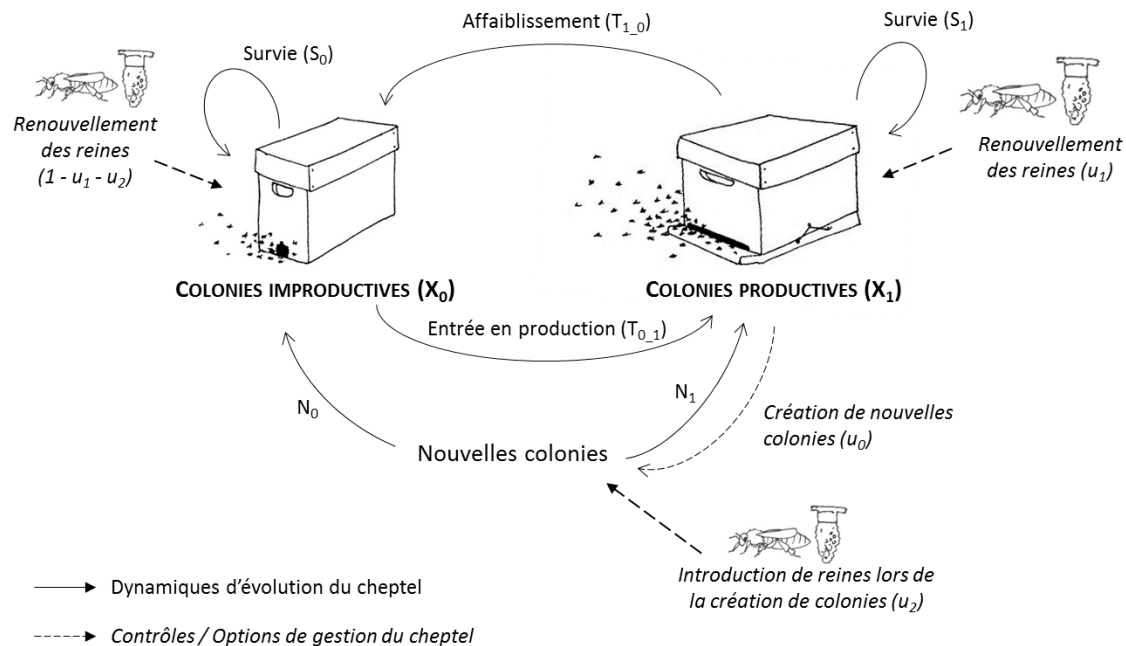 Affaiblissement (T1_0)
Survie (S0)
Survie (S1)
Renouvellement
des reines
(1 - u1 - u2)
Renouvellement
des reines (u1)
COLONIES IMPRODUCTIVES (X0)
COLONIES PRODUCTIVES (X1)
Entrée en production (T0_1)
N0
N1
Création de nouvelles
colonies (u0)
Nouvelles colonies
Introduction de reines lors de
la création de colonies (u2)
Dynamiques d'évolution du cheptel
Contrôles / Options de gestion du cheptel